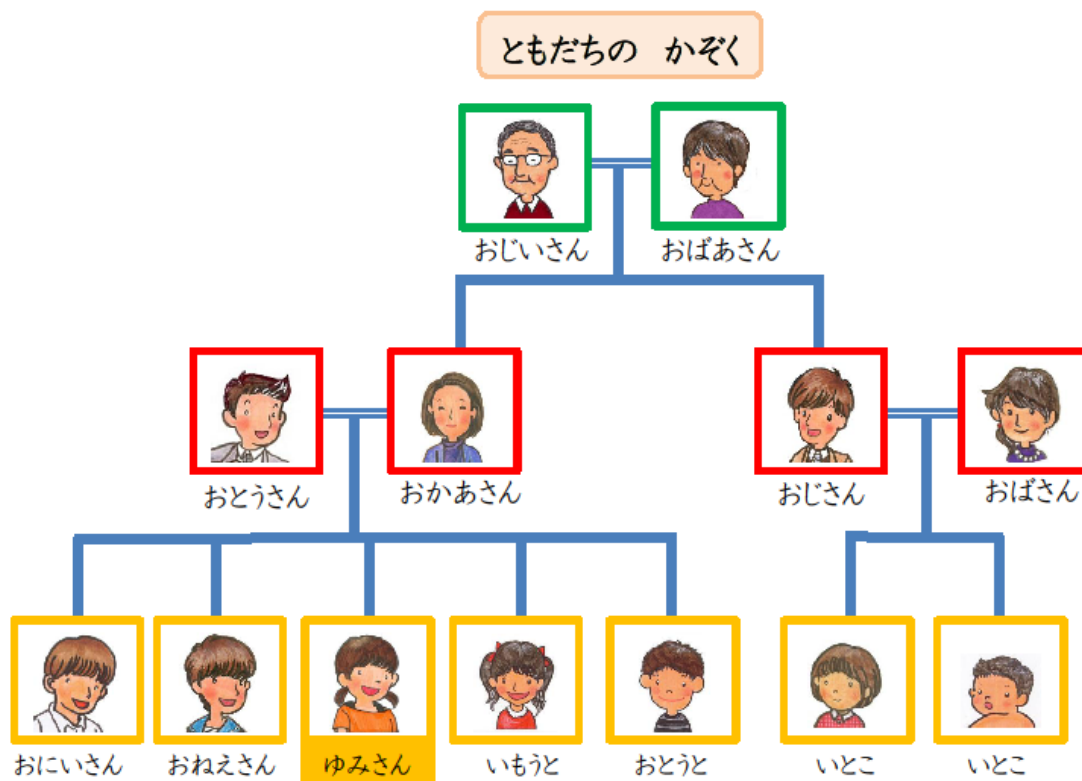 ともだちの　かぞく
おじいさん
おばあさん
おとうさん
おかあさん
おじさん
おばさん
おにいさん
おねえさん
ゆみさん
いもうと
おとうと
いとこ
いとこ